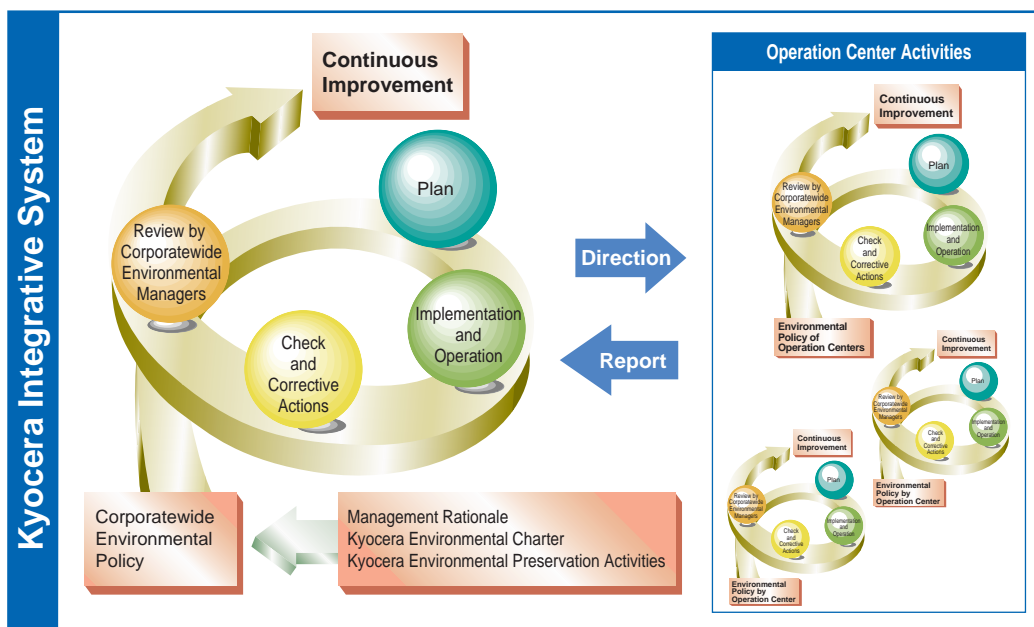 Kyocera Integrative System
Continuous
Improvement
Plan
Review by
Corporatewide
Environmental
Managers
Implementation
and
Operation
Check
and
Corrective
Actions
Corporatewide
Environmental
Policy
Management Rationale
Kyocera Environmental Charter
Kyocera Environmental Preservation Activities
Direction
Report
Operation Center Activities
Continuous
Improvement
Plan
Review by
Corporatewide
Environmental
Managers
Implementation
and
Operation
Check
and
Corrective
Actions
Environmental
Policy of
Operation Centers
Continuous
Improvement
Plan
Review by
Corporatewide
Environmental
Managers
Implementation
and
Operation
Check
and
Corrective
Actions
Environmental
Policy by
Operation Center
Continuous
Improvement
Plan
Review by
Corporatewide
Environmental
Managers
Implementation
and
Operation
Check
and
Corrective
Actions
Environmental
Policy by
Operation Center